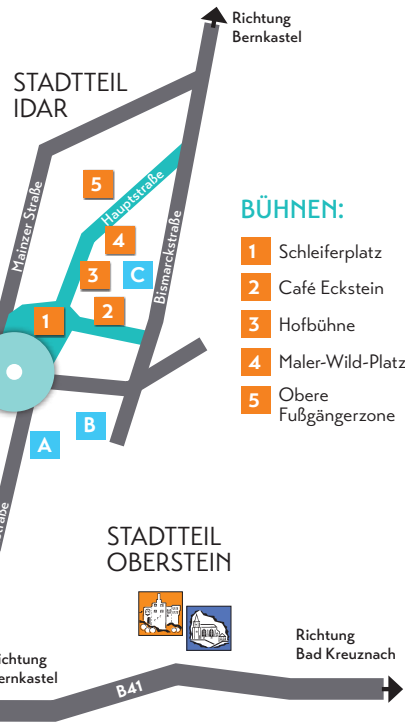 Richtung
Bernkastel
STADTTEIL
IDAR
Mainzer Straße
Hauptstraße
Bismarckstraße
5
4
3
C
2
1
B
A
BÜHNEN:
1 Schleiferplatz
2 Café Eckstein
3 Hofbühne
4 Maler-Wild-Platz
5 Obere
Fußgängerzone
STADTTEIL
OBERSTEIN
Richtung
Bad Kreuznach
B41